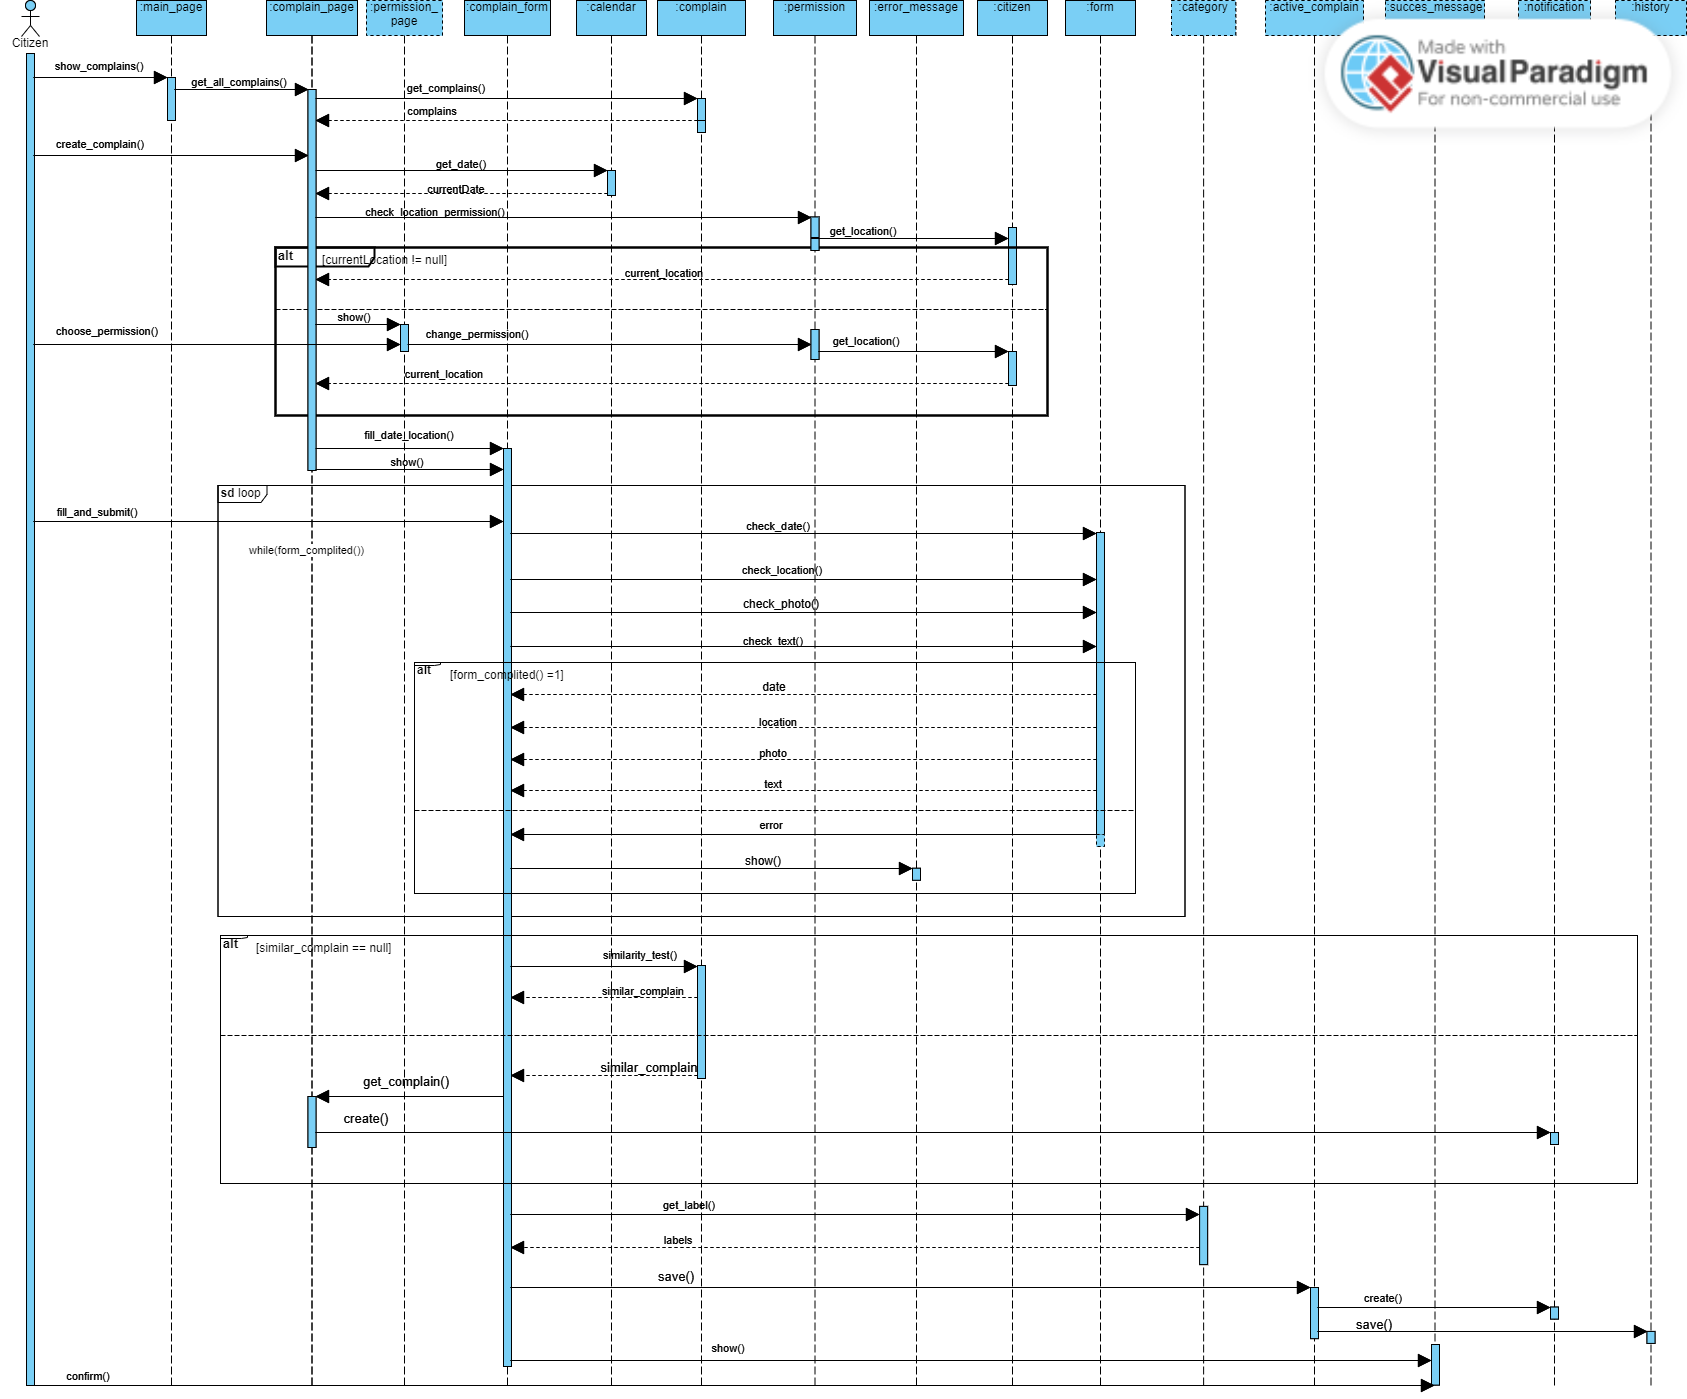 :main_page
:complain_page
:permission_
page
:complain_form
:calendar
:complain
:permission
:error_message
:citizen
:form
:category
:active_complain
:succes_message
:notification
:history
Citizen
Made with
Visual Paradigm
For non-commercial use
show_complains()
get_all_complains()
get_complains()
complains
create_complain()
get_date()
currentDate
check_location_permission()
get_location()
alt
[currentLocation != null]
current_location
show()
choose_permission()
change_permission()
get_location()
current_location
fill_date_location()
show()
sd loop
fill_and_submit()
check_date()
while(form_complited())
check_location()
check_photo()
check_text()
alt
[form_complited() =1]
date
location
photo
text
error
show()
alt
[similar_complain == null]
similarity_test()
similar_complain
similar_complain
get_complain()
create()
get_label()
labels
save()
create()
save()
show()
confirm()